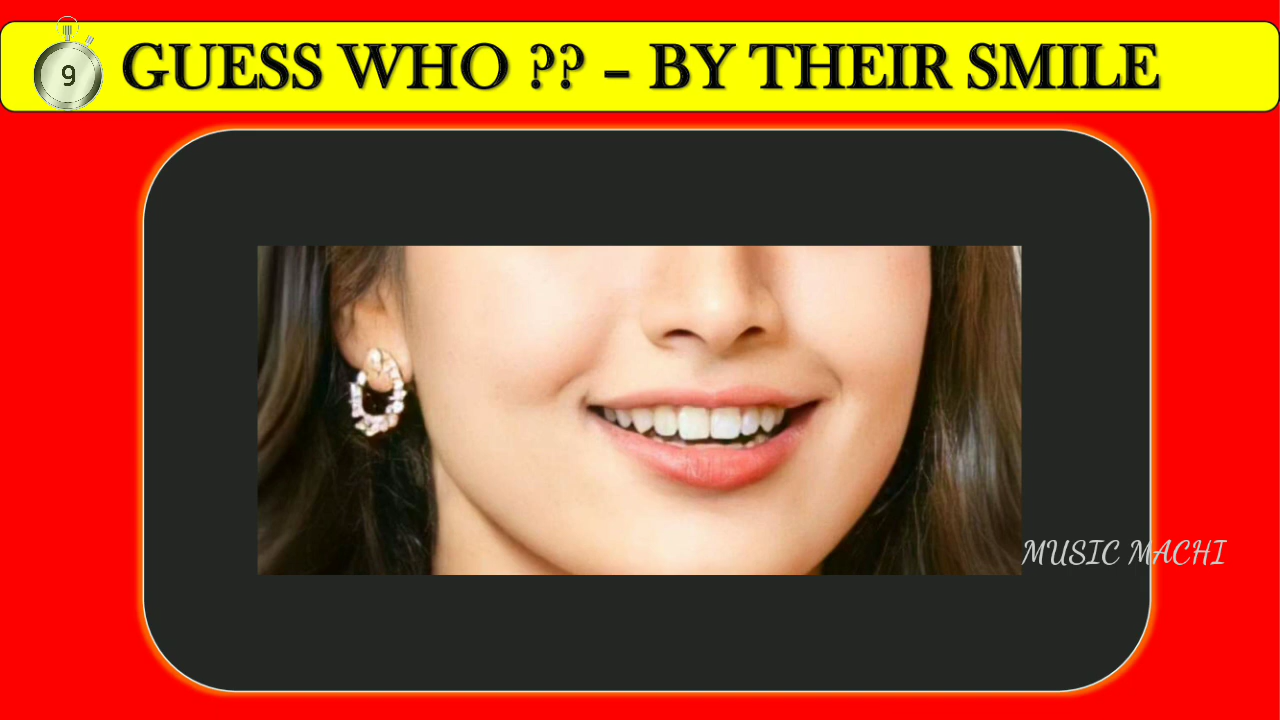 9
GUESS WHO ?? – BY THEIR SMILE
MUSIC MACHI